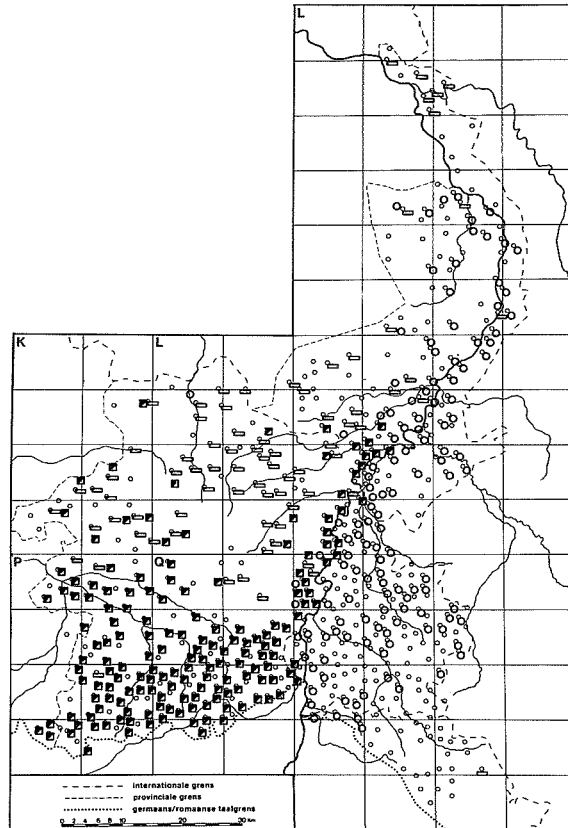 L
K
L
P
Q
internationale grens
provinciale grens
germaans/romaanse taalgrens
0 2 4 6 8 10 20 30 Km